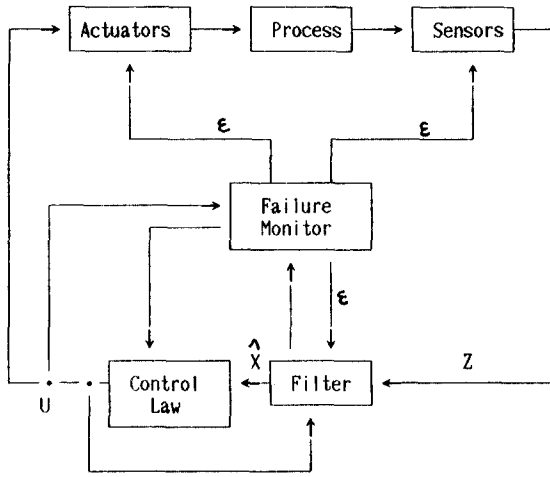 Actuators
Process
Sensors
ε
ε
Failure
Monitor
ε
X̂
Z
Control
Law
Filter
U